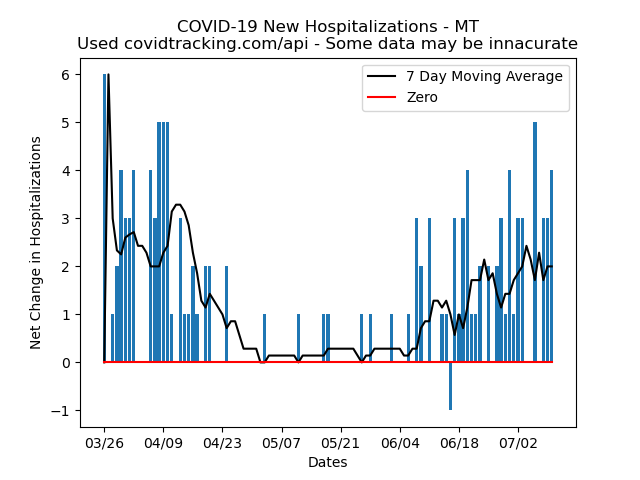 COVID-19 New Hospitalizations - MT
Used covidtracking.com/api - Some data may be innacurate
7 Day Moving Average
Zero
Net Change in Hospitalizations
6
5
4
3
2
1
0
−1
03/26 04/09 04/23 05/07 05/21 06/04 06/18 07/02
Dates